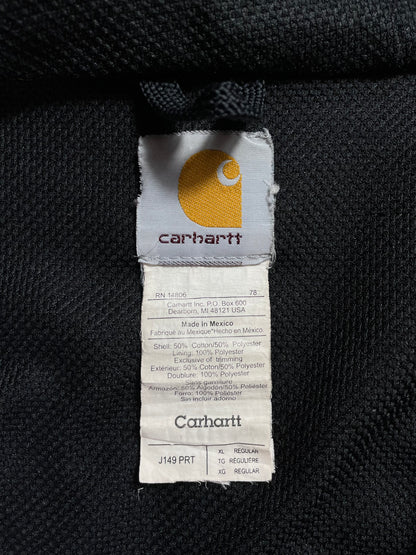 carhartt
RN 14806 78
Carhartt Inc. P.O. Box 600
Dearborn, MI.48121 USA
Made In Mexico
Fabriqué au Mexique*Hecho en México
Shell: 50% Cotton/50% Polyester
Lining: 100% Polyester
Exclusive of trimming
Extérieur: 50% Coton/50% Polyester
Doublure: 100% Polyester
Sans garniture
Armazón: 50% Algodón/50% Poliéster
Forro: 100% Poliéster
Sin incluir adorno
Carhartt
J149 PRT XL REGULAR
TG RÉGULIÈRE
XG REGULAR